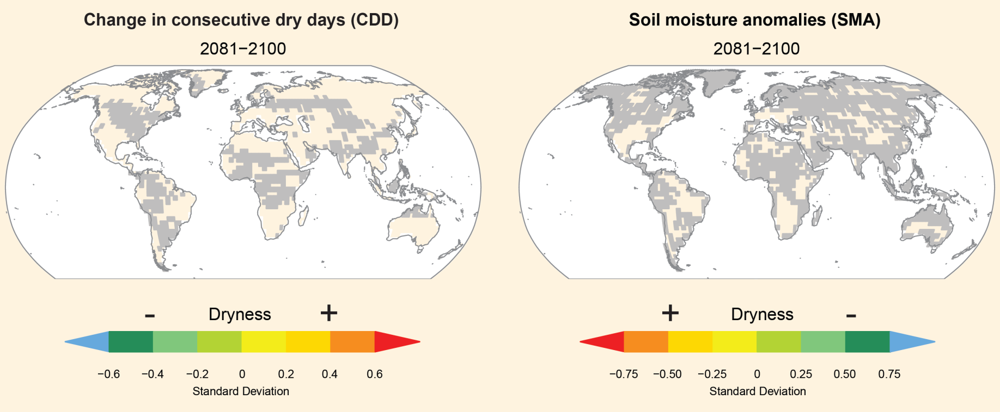 Change in consecutive dry days (CDD)
2081−2100
- Dryness +
−0.6 −0.4 −0.2 0 0.2 0.4 0.6
Standard Deviation
Soil moisture anomalies (SMA)
2081−2100
+ Dryness -
−0.75 −0.50 −0.25 0 0.25 0.50 0.75
Standard Deviation